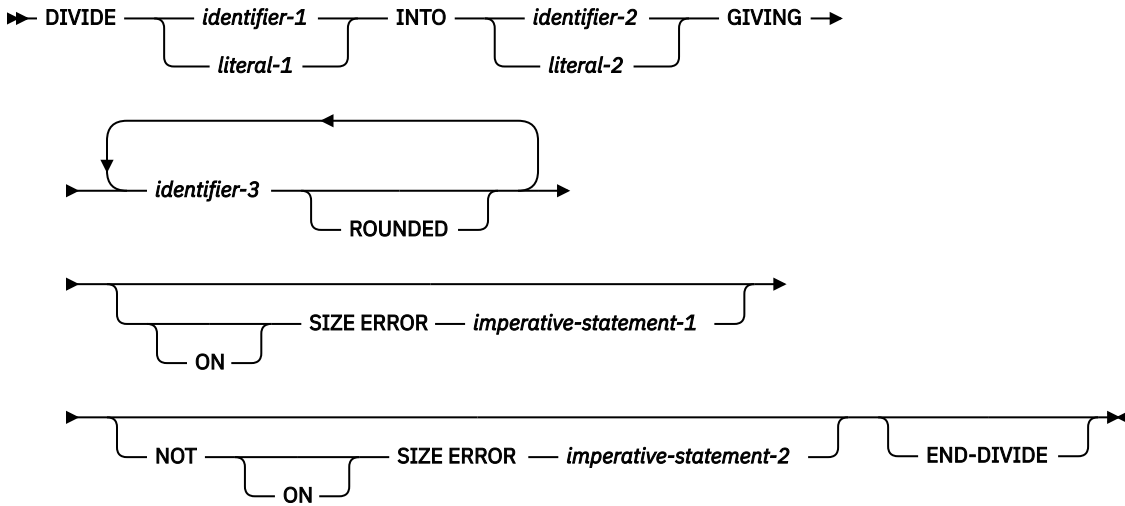 DIVIDE identifier-1 INTO identifier-2 GIVING
literal-1 literal-2
identifier-3
ROUNDED
SIZE ERROR imperative-statement-1
ON
NOT SIZE ERROR imperative-statement-2 END-DIVIDE
ON